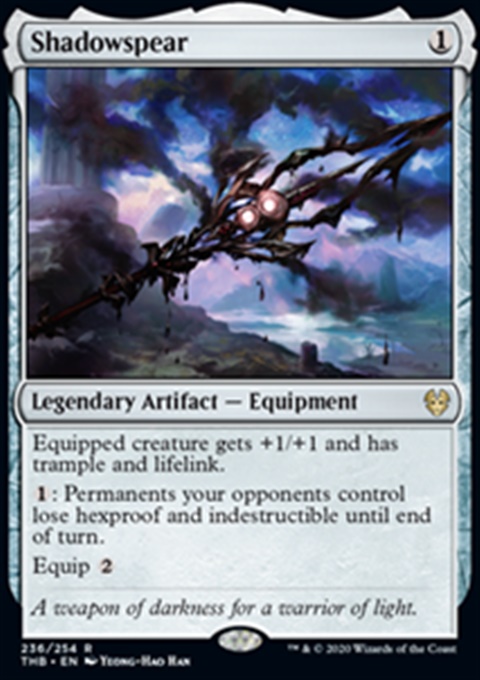 Shadowspear 1
Legendary Artifact — Equipment
Equipped creature gets +1/+1 and has
trample and lifelink.
1: Permanents your opponents control
lose hexproof and indestructible until end
of turn.
Equip 2
A weapon of darkness for a warrior of light.
236/254 R
™ & © 2020 Wizards of the Coast
THB • EN Yeong-Hao Han